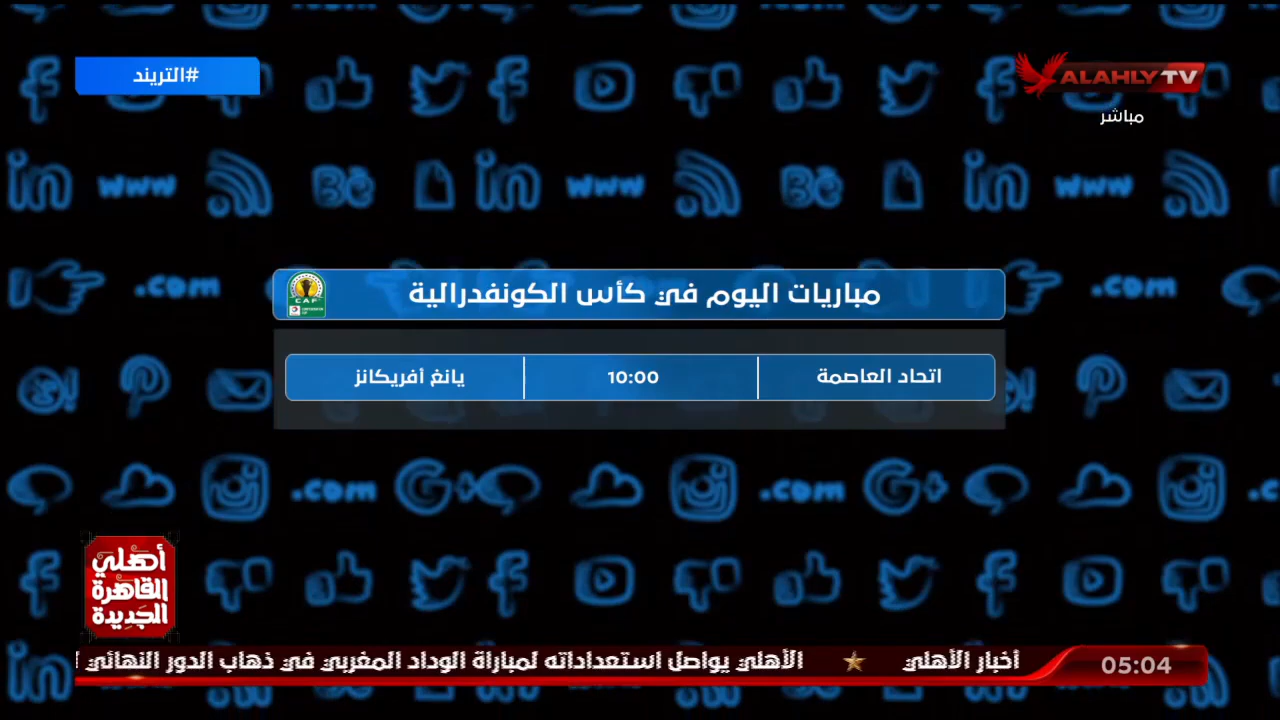 #التريند
ALAHLY TV
مباشر
مباريات اليوم في كأس الكونفدرالية
CAF
اتحاد العاصمة
10:00
يانغ أفريكانز
أهلي
القاهرة
الجديدة
05:04
أخبار الأهلي
الأهلي يواصل استعداداته لمباراة الوداد المغربي في ذهاب الدور النهائي